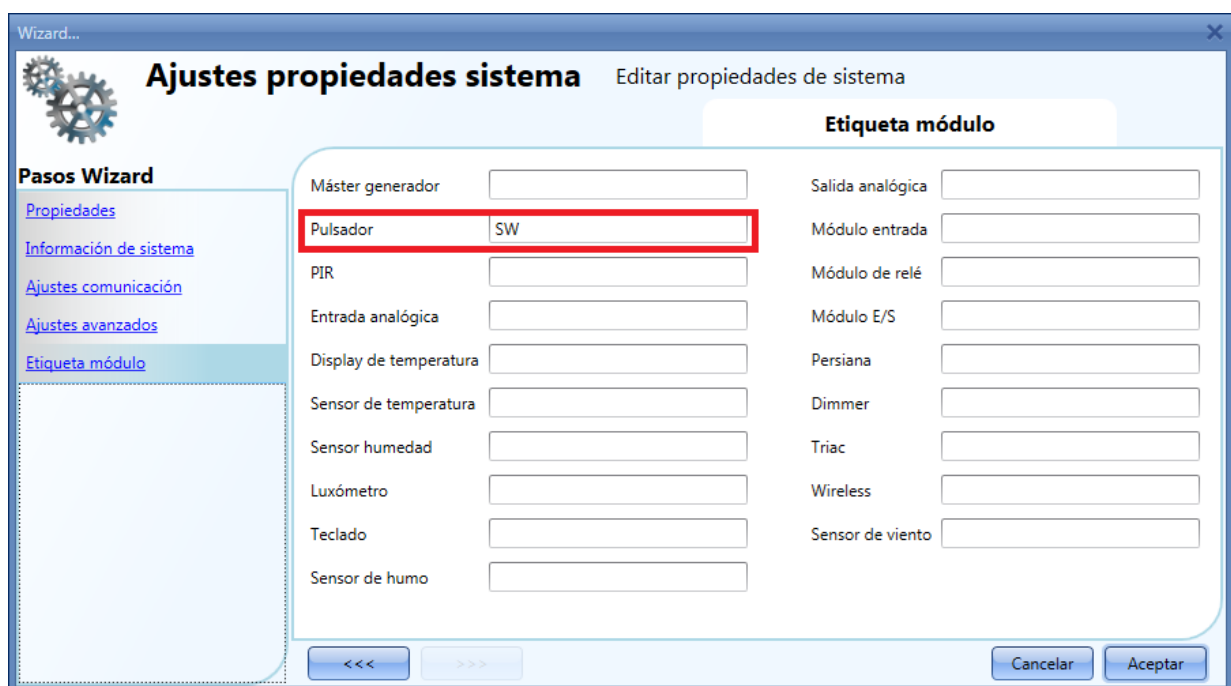 Wizard...
Ajustes propiedades sistema Editar propiedades de sistema
Etiqueta módulo
Pasos Wizard
Propiedades
Información de sistema
Ajustes comunicación
Ajustes avanzados
Etiqueta módulo
Máster generador
Pulsador SW
PIR
Entrada analógica
Display de temperatura
Sensor de temperatura
Sensor humedad
Luxómetro
Teclado
Sensor de humo
Salida analógica
Módulo entrada
Módulo de relé
Módulo E/S
Persiana
Dimmer
Triac
Wireless
Sensor de viento
<<< >>> Cancelar Aceptar